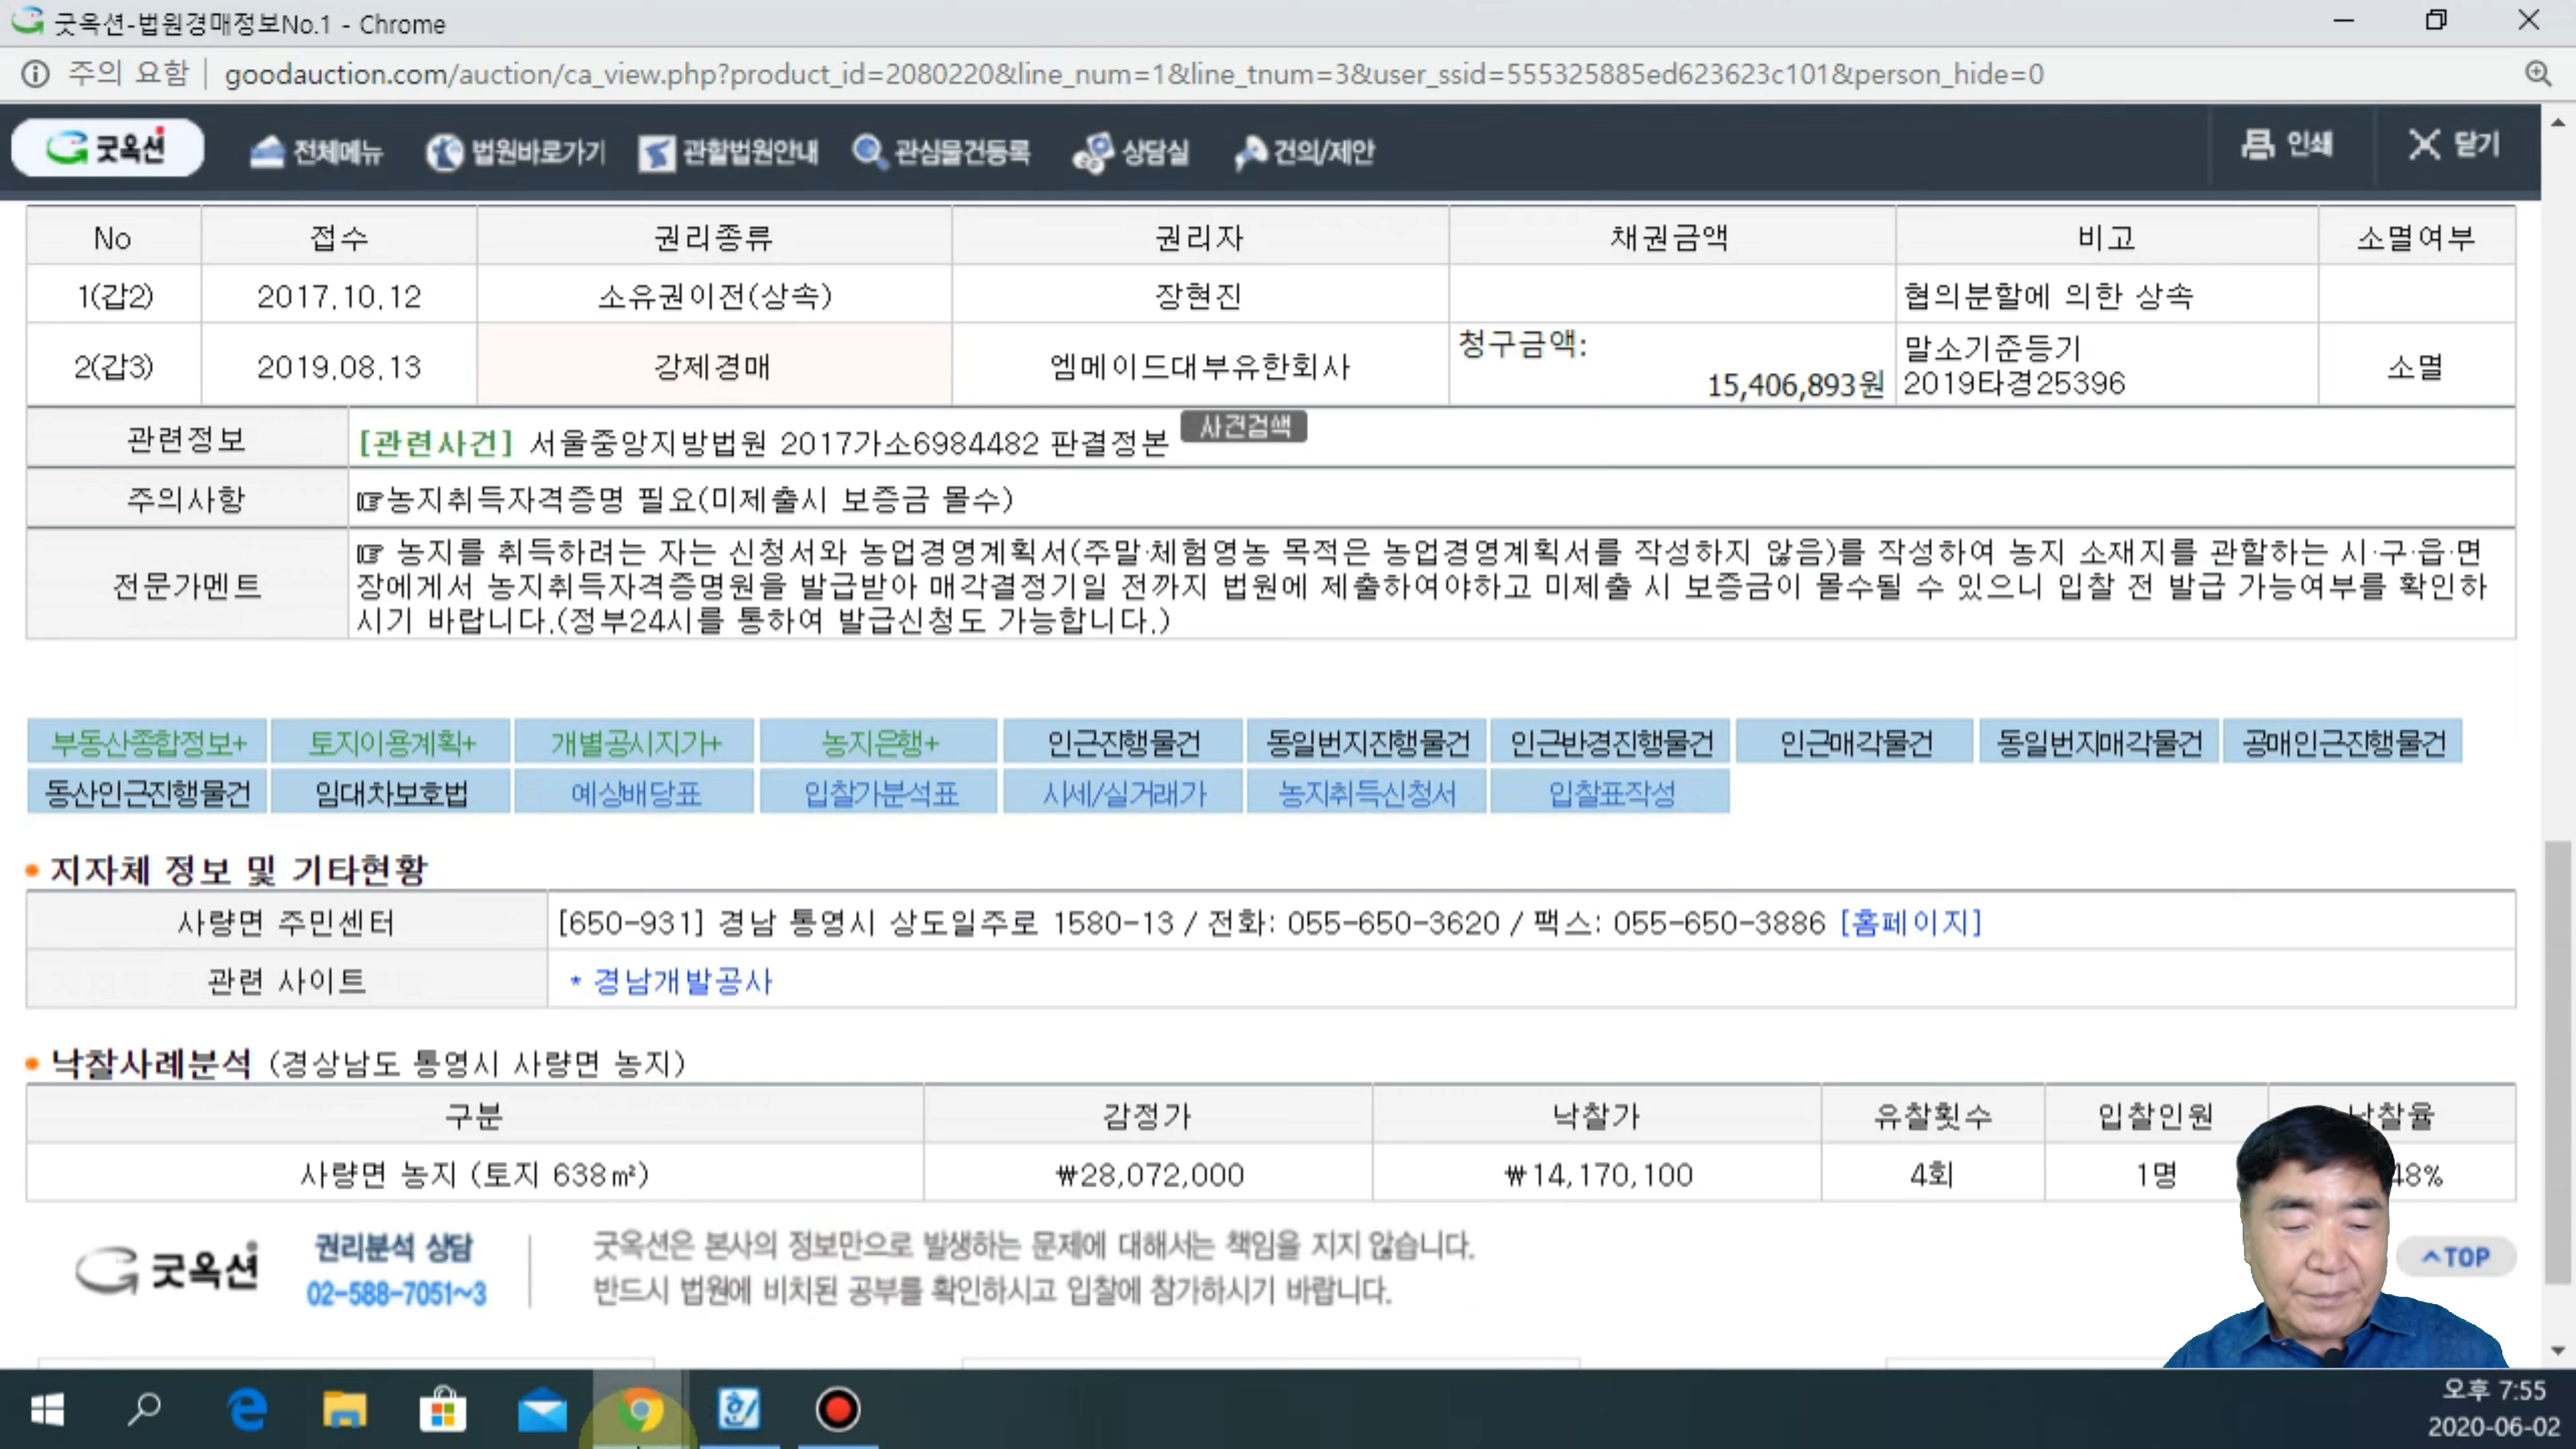 굿옥션-법원경매정보No.1 - Chrome
주의 요함 | goodauction.com/auction/ca_view.php?product_id=2080220&line_num=1&line_tnum=3&user_ssid=555325885ed623623c101&person_hide=0
굿옥션 전체메뉴 법원바로가기 관할법원안내 관심물건등록 상담실 건의/제안 인쇄 닫기
No 접수 권리종류 권리자 채권금액 비고 소멸여부
1(갑2) 2017.10.12 소유권이전(상속) 장현진 협의분할에 의한 상속
2(갑3) 2019.08.13 강제경매 엠메이드대부유한회사 청구금액: 15,406,893원 말소기준등기 2019타경25396 소멸
관련정보 [관련사건] 서울중앙지방법원 2017가소6984482 판결정본 사건검색
주의사항 ☞농지취득자격증명 필요(미제출시 보증금 몰수)
전문가멘트 ☞ 농지를 취득하려는 자는 신청서와 농업경영계획서(주말·체험영농 목적은 농업경영계획서를 작성하지 않음)를 작성하여 농지 소재지를 관할하는 시·구·읍·면
장에게서 농지취득자격증명원을 발급받아 매각결정기일 전까지 법원에 제출하여야하고 미제출 시 보증금이 몰수될 수 있으니 입찰 전 발급 가능여부를 확인하
시기 바랍니다.(정부24시를 통하여 발급신청도 가능합니다.)
부동산종합정보+ 토지이용계획+ 개별공시지가+ 농지은행+ 인근진행물건 동일번지진행물건 인근반경진행물건 인근매각물건 동일번지매각물건 공매인근진행물건
동산인근진행물건 임대차보호법 예상배당표 입찰가분석표 시세/실거래가 농지취득신청서 입찰표작성
지자체 정보 및 기타현황
사량면 주민센터 [650-931] 경남 통영시 상도일주로 1580-13 / 전화: 055-650-3620 / 팩스: 055-650-3886 [홈페이지]
관련 사이트 * 경남개발공사
낙찰사례분석 (경상남도 통영시 사량면 농지)
구분 감정가 낙찰가 유찰횟수 입찰인원 낙찰율
사량면 농지 (토지 638㎡) ₩28,072,000 ₩14,170,100 4회 1명 48%
굿옥션 권리분석 상담 굿옥션은 본사의 정보만으로 발생하는 문제에 대해서는 책임을 지지 않습니다.
02-588-7051~3 반드시 법원에 비치된 공부를 확인하시고 입찰에 참가하시기 바랍니다.
TOP
오후 7:55
2020-06-02